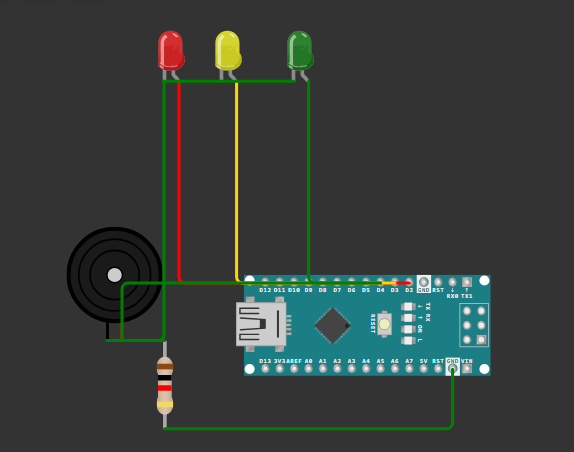 D12 D11 D10 D9 D8 D7 D6 D5 D4 D3 D2 GND RST RX0 TX1
RESET
TX RX ON L
D13 3V3 AREF A0 A1 A2 A3 A4 A5 A6 A7 5V RST GND VIN